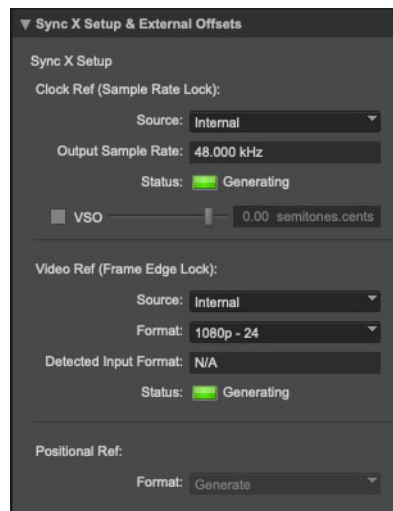 Sync X Setup & External Offsets
Sync X Setup
Clock Ref (Sample Rate Lock):
Source: Internal
Output Sample Rate: 48.000 kHz
Status: Generating
VSO 0.00 semitones.cents
Video Ref (Frame Edge Lock):
Source: Internal
Format: 1080p - 24
Detected Input Format: N/A
Status: Generating
Positional Ref:
Format: Generate